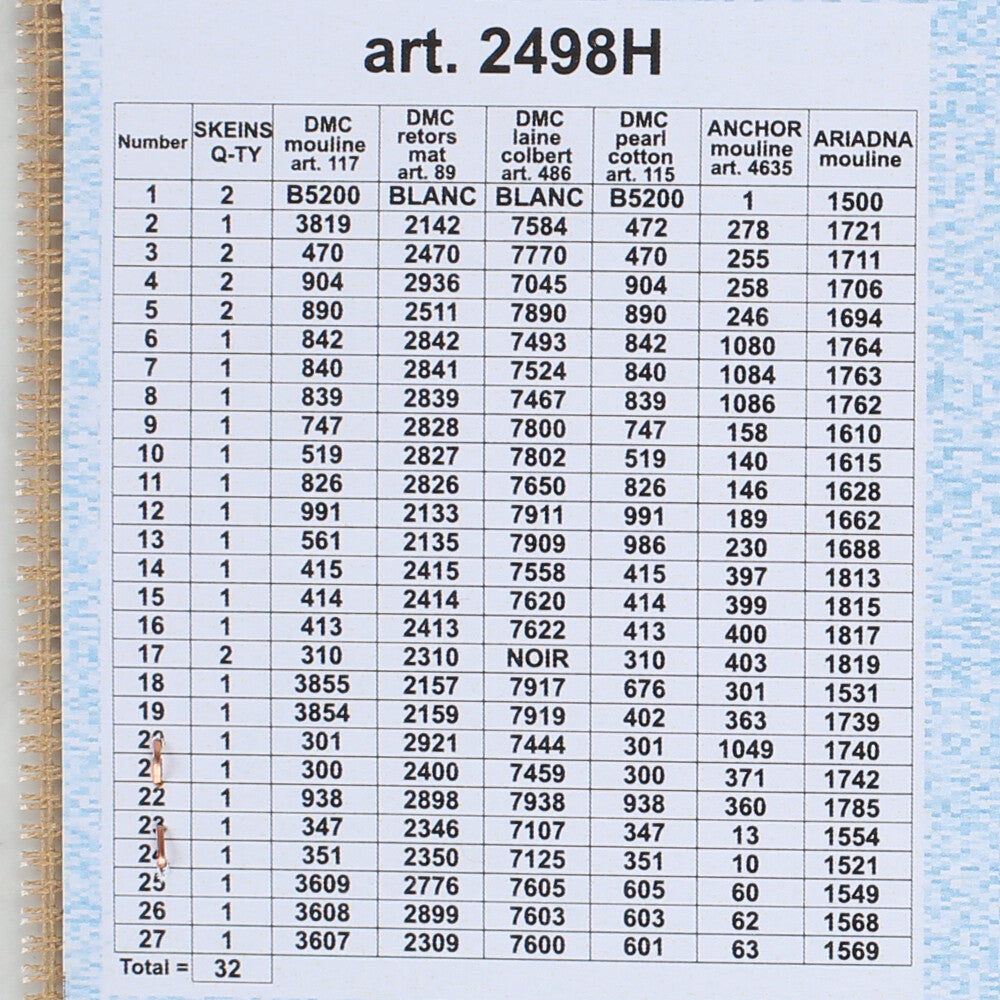 art. 2498H
Number SKEINS Q-TY DMC mouline art. 117 DMC retors mat art. 89 DMC laine colbert art. 486 DMC pearl cotton art. 115 ANCHOR mouline art. 4635 ARIADNA mouline
1 2 B5200 BLANC BLANC B5200 1 1500
2 1 3819 2142 7584 472 278 1721
3 2 470 2470 7770 470 255 1711
4 2 904 2936 7045 904 258 1706
5 2 890 2511 7890 890 246 1694
6 1 842 2842 7493 842 1080 1764
7 1 840 2841 7524 840 1084 1763
8 1 839 2839 7467 839 1086 1762
9 1 747 2828 7800 747 158 1610
10 1 519 2827 7802 519 140 1615
11 1 826 2826 7650 826 146 1628
12 1 991 2133 7911 991 189 1662
13 1 561 2135 7909 986 230 1688
14 1 415 2415 7558 415 397 1813
15 1 414 2414 7620 414 399 1815
16 1 413 2413 7622 413 400 1817
17 2 310 2310 NOIR 310 403 1819
18 1 3855 2157 7917 676 301 1531
19 1 3854 2159 7919 402 363 1739
20 1 301 2921 7444 301 1049 1740
21 1 300 2400 7459 300 371 1742
22 1 938 2898 7938 938 360 1785
23 1 347 2346 7107 347 13 1554
24 1 351 2350 7125 351 10 1521
25 1 3609 2776 7605 605 60 1549
26 1 3608 2899 7603 603 62 1568
27 1 3607 2309 7600 601 63 1569
Total = 32